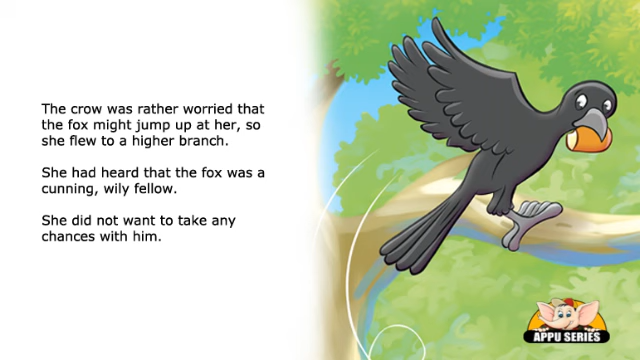 The crow was rather worried that
the fox might jump up at her, so
she flew to a higher branch.
She had heard that the fox was a
cunning, wily fellow.
She did not want to take any
chances with him.
APPU SERIES